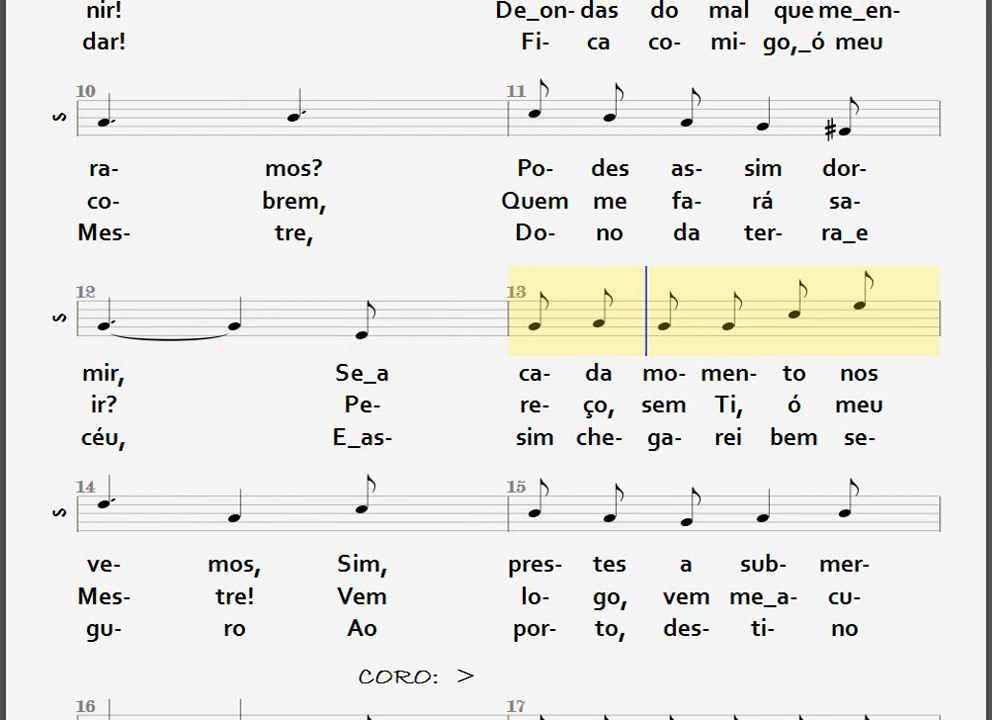 nir! De_on- das do mal que me_en-
dar! Fi- ca co- mi- go,_ó meu
10 11
S
ra- mos? Po- des as- sim dor-
co- brem, Quem me fa- rá sa-
Mes- tre, Do- no da ter- ra_e
12 13
S
mir, Se_a ca- da mo- men- to nos
ir? Pe- re- ço, sem Ti, ó meu
céu, E_as- sim che- ga- rei bem se-
14 15
S
ve- mos, Sim, pres- tes a sub- mer-
Mes- tre! Vem lo- go, vem me_a- cu-
gu- ro Ao por- to, des- ti- no
CORO: >
16 17